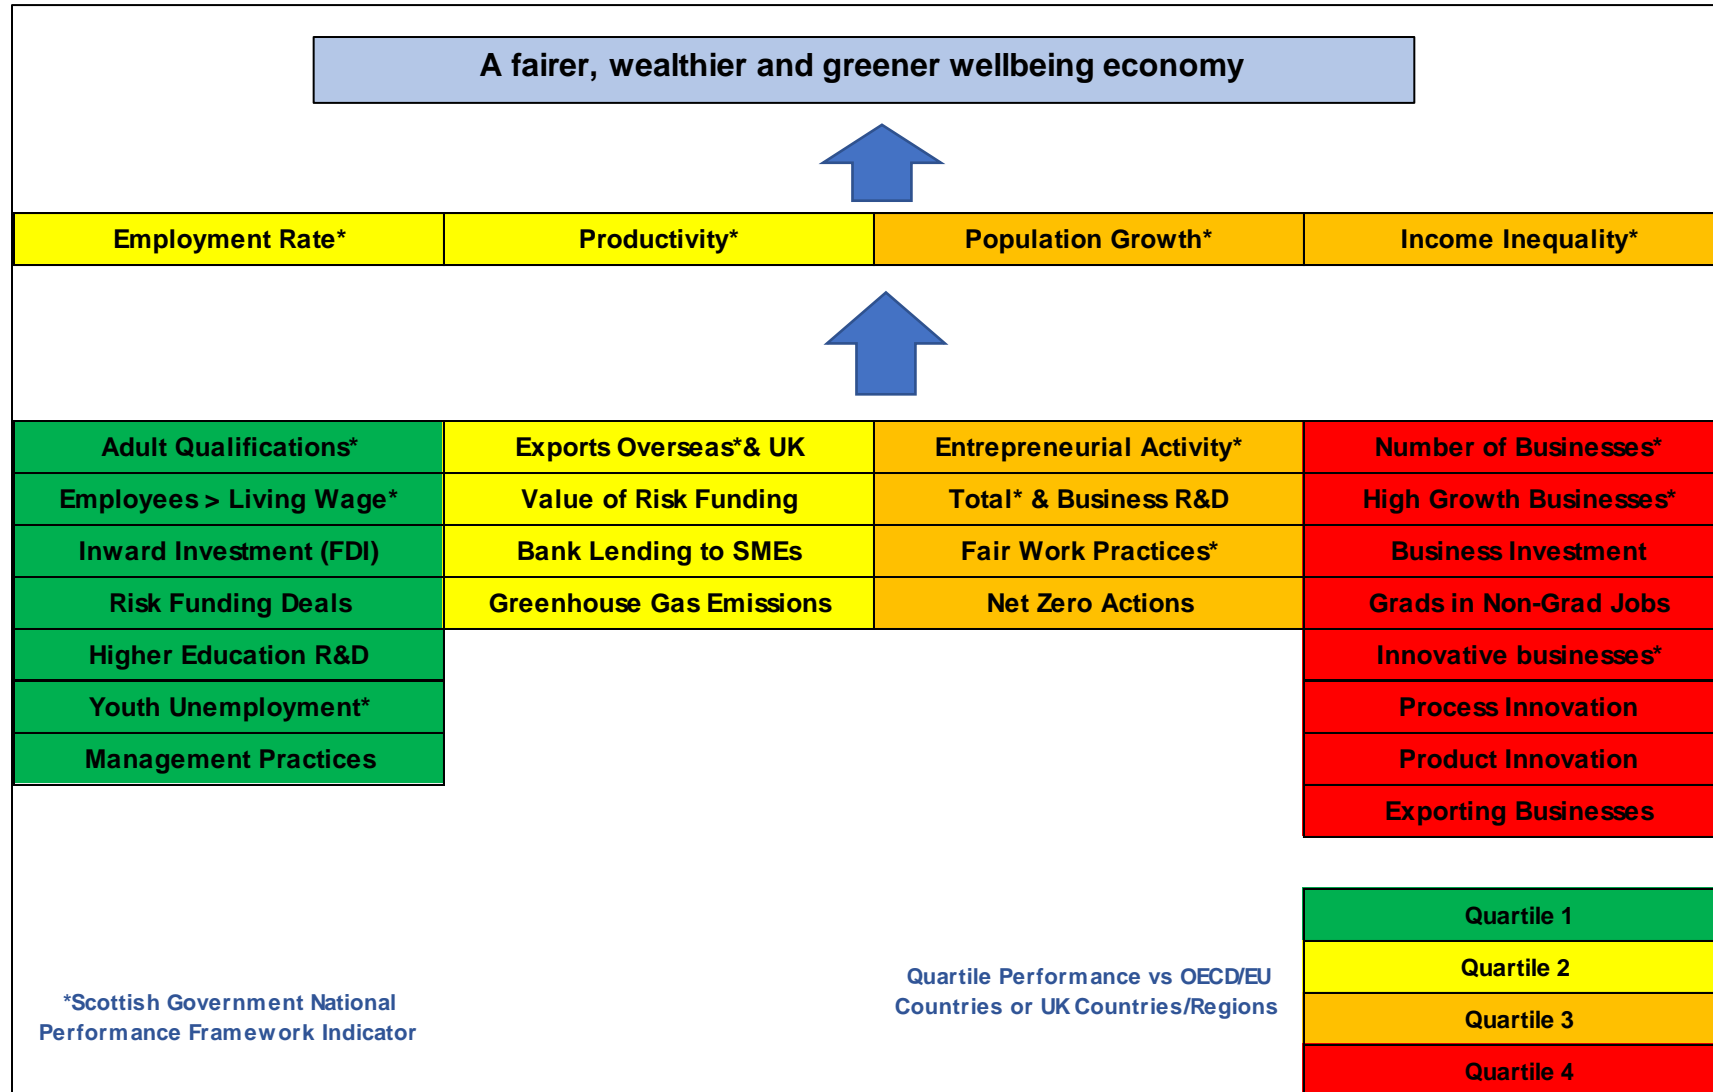 A fairer, wealthier and greener wellbeing economy
Employment Rate*
Productivity*
Population Growth*
Income Inequality*
Adult Qualifications*
Exports Overseas*& UK
Entrepreneurial Activity*
Number of Businesses*
Employees > Living Wage*
Value of Risk Funding
Total* & Business R&D
High Growth Businesses*
Inward Investment (FDI)
Bank Lending to SMEs
Fair Work Practices*
Business Investment
Risk Funding Deals
Greenhouse Gas Emissions
Net Zero Actions
Grads in Non-Grad Jobs
Higher Education R&D
Innovative businesses*
Youth Unemployment*
Process Innovation
Management Practices
Product Innovation
Exporting Businesses
*Scottish Government National
Performance Framework Indicator
Quartile Performance vs OECD/EU
Countries or UK Countries/Regions
Quartile 1
Quartile 2
Quartile 3
Quartile 4